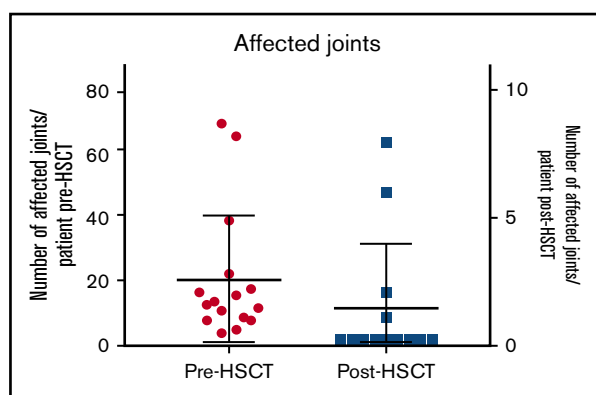 Affected joints
Number of affected joints/
patient pre-HSCT
80
60
40
20
0
10
5
0
Number of affected joints/
patient post-HSCT
Pre-HSCT
Post-HSCT